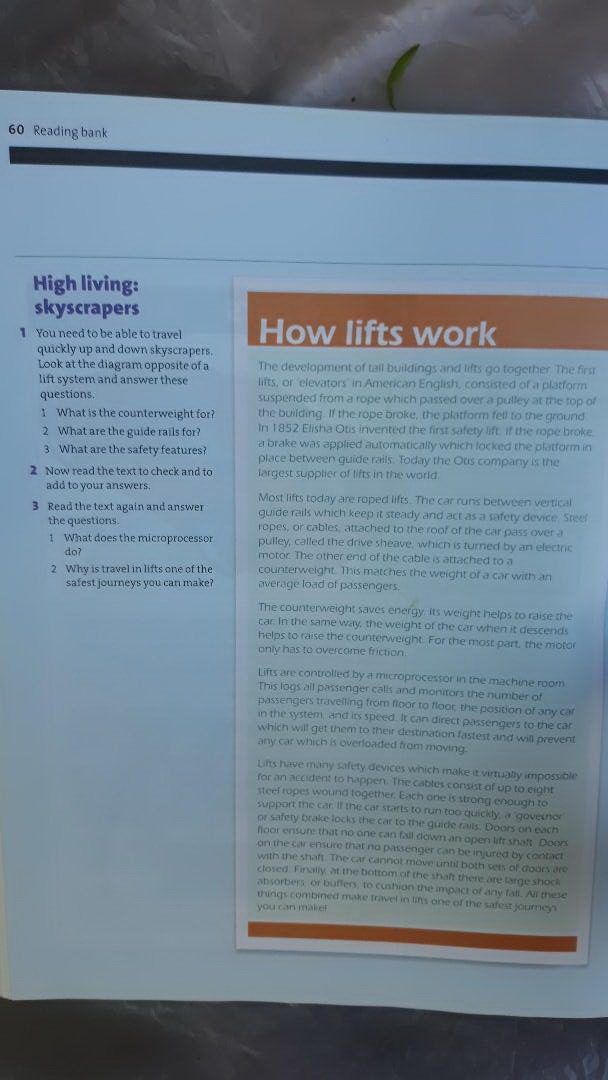 60 Reading bank
High living:
skyscrapers
1 You need to be able to travel
quickly up and down skyscrapers.
Look at the diagram opposite of a
lift system and answer these
questions.
1 What is the counterweight for?
2 What are the guide rails for?
3 What are the safety features?
2 Now read the text to check and to
add to your answers.
3 Read the text again and answer
the questions.
1 What does the microprocessor
do?
2 Why is travel in lifts one of the
safest journeys you can make?
How lifts work
The development of tall buildings and lifts go together. The first
lifts, or 'elevators' in American English, consisted of a platform
suspended from a rope which passed over a pulley at the top of
the building. If the rope broke, the platform fell to the ground.
In 1852 Elisha Otis invented the first safety lift. If the rope broke,
a brake was applied automatically which locked the platform in
place between guide rails. Today the Otis company is the
largest supplier of lifts in the world.
Most lifts today are roped lifts. The car runs between vertical
guide rails which keep it steady and act as a safety device. Steel
ropes, or cables, attached to the roof of the car pass over a
pulley, called the drive sheave, which is turned by an electric
motor. The other end of the cable is attached to a
counterweight. This matches the weight of a car with an
average load of passengers.
The counterweight saves energy. Its weight helps to raise the
car. In the same way, the weight of the car when it descends
helps to raise the counterweight. For the most part, the motor
only has to overcome friction.
Lifts are controlled by a microprocessor in the machine room.
This logs all passenger calls and monitors the number of
passengers travelling from floor to floor, the position of any car
in the system, and its speed. It can direct passengers to the car
which will get them to their destination fastest and will prevent
any car which is overloaded from moving.
Lifts have many safety devices which make it virtually impossible
for an accident to happen. The cables consist of up to eight
steel ropes wound together. Each one is strong enough to
support the car. If the car starts to run too quickly, a 'governor'
or safety brake locks the car to the guide rails. Doors on each
floor ensure that no one can fall down an open lift shaft. Doors
on the car ensure that no passenger can be injured by contact
with the shaft. The car cannot move until both sets of doors are
closed. Finally, at the bottom of the shaft there are large shock
absorbers, or buffers, to cushion the impact of any fall. All these
things combined make travel in lifts one of the safest journeys
you can make!